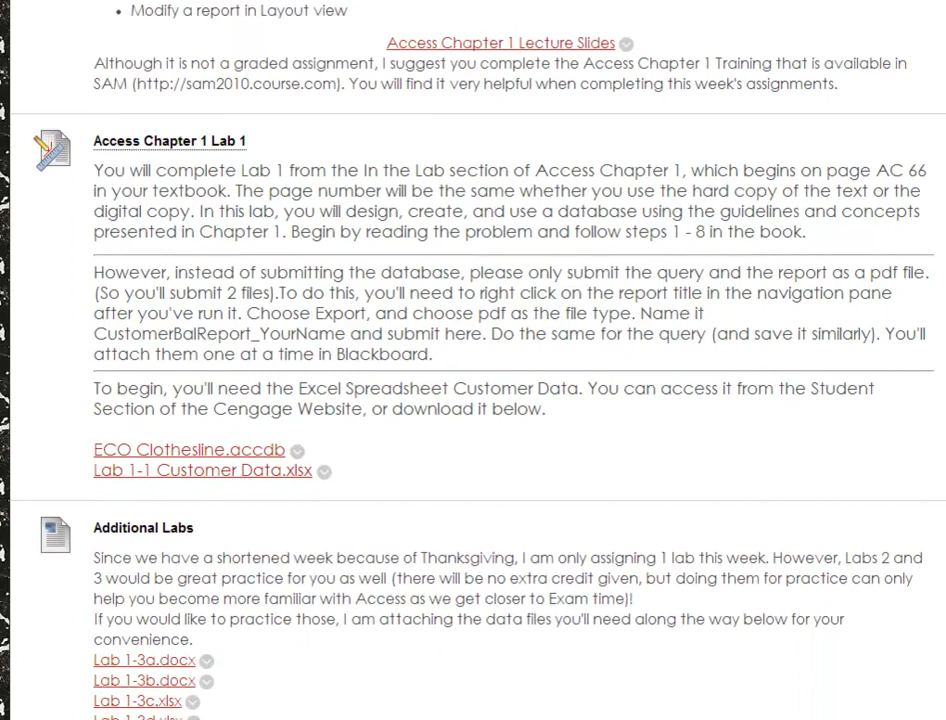 • Modify a report in Layout view
Access Chapter 1 Lecture Slides
Although it is not a graded assignment, I suggest you complete the Access Chapter 1 Training that is available in
SAM (http://sam2010.course.com). You will find it very helpful when completing this week's assignments.
Access Chapter 1 Lab 1
You will complete Lab 1 from the In the Lab section of Access Chapter 1, which begins on page AC 66
in your textbook. The page number will be the same whether you use the hard copy of the text or the
digital copy. In this lab, you will design, create, and use a database using the guidelines and concepts
presented in Chapter 1. Begin by reading the problem and follow steps 1 - 8 in the book.
However, instead of submitting the database, please only submit the query and the report as a pdf file.
(So you'll submit 2 files).To do this, you'll need to right click on the report title in the navigation pane
after you've run it. Choose Export, and choose pdf as the file type. Name it
CustomerBalReport_YourName and submit here. Do the same for the query (and save it similarly). You'll
attach them one at a time in Blackboard.
To begin, you'll need the Excel Spreadsheet Customer Data. You can access it from the Student
Section of the Cengage Website, or download it below.
ECO Clothesline.accdb
Lab 1-1 Customer Data.xlsx
Additional Labs
Since we have a shortened week because of Thanksgiving, I am only assigning 1 lab this week. However, Labs 2 and
3 would be great practice for you as well (there will be no extra credit given, but doing them for practice can only
help you become more familiar with Access as we get closer to Exam time)!
If you would like to practice those, I am attaching the data files you'll need along the way below for your
convenience.
Lab 1-3a.docx
Lab 1-3b.docx
Lab 1-3c.xlsx
Lab 1-3d.xlsx